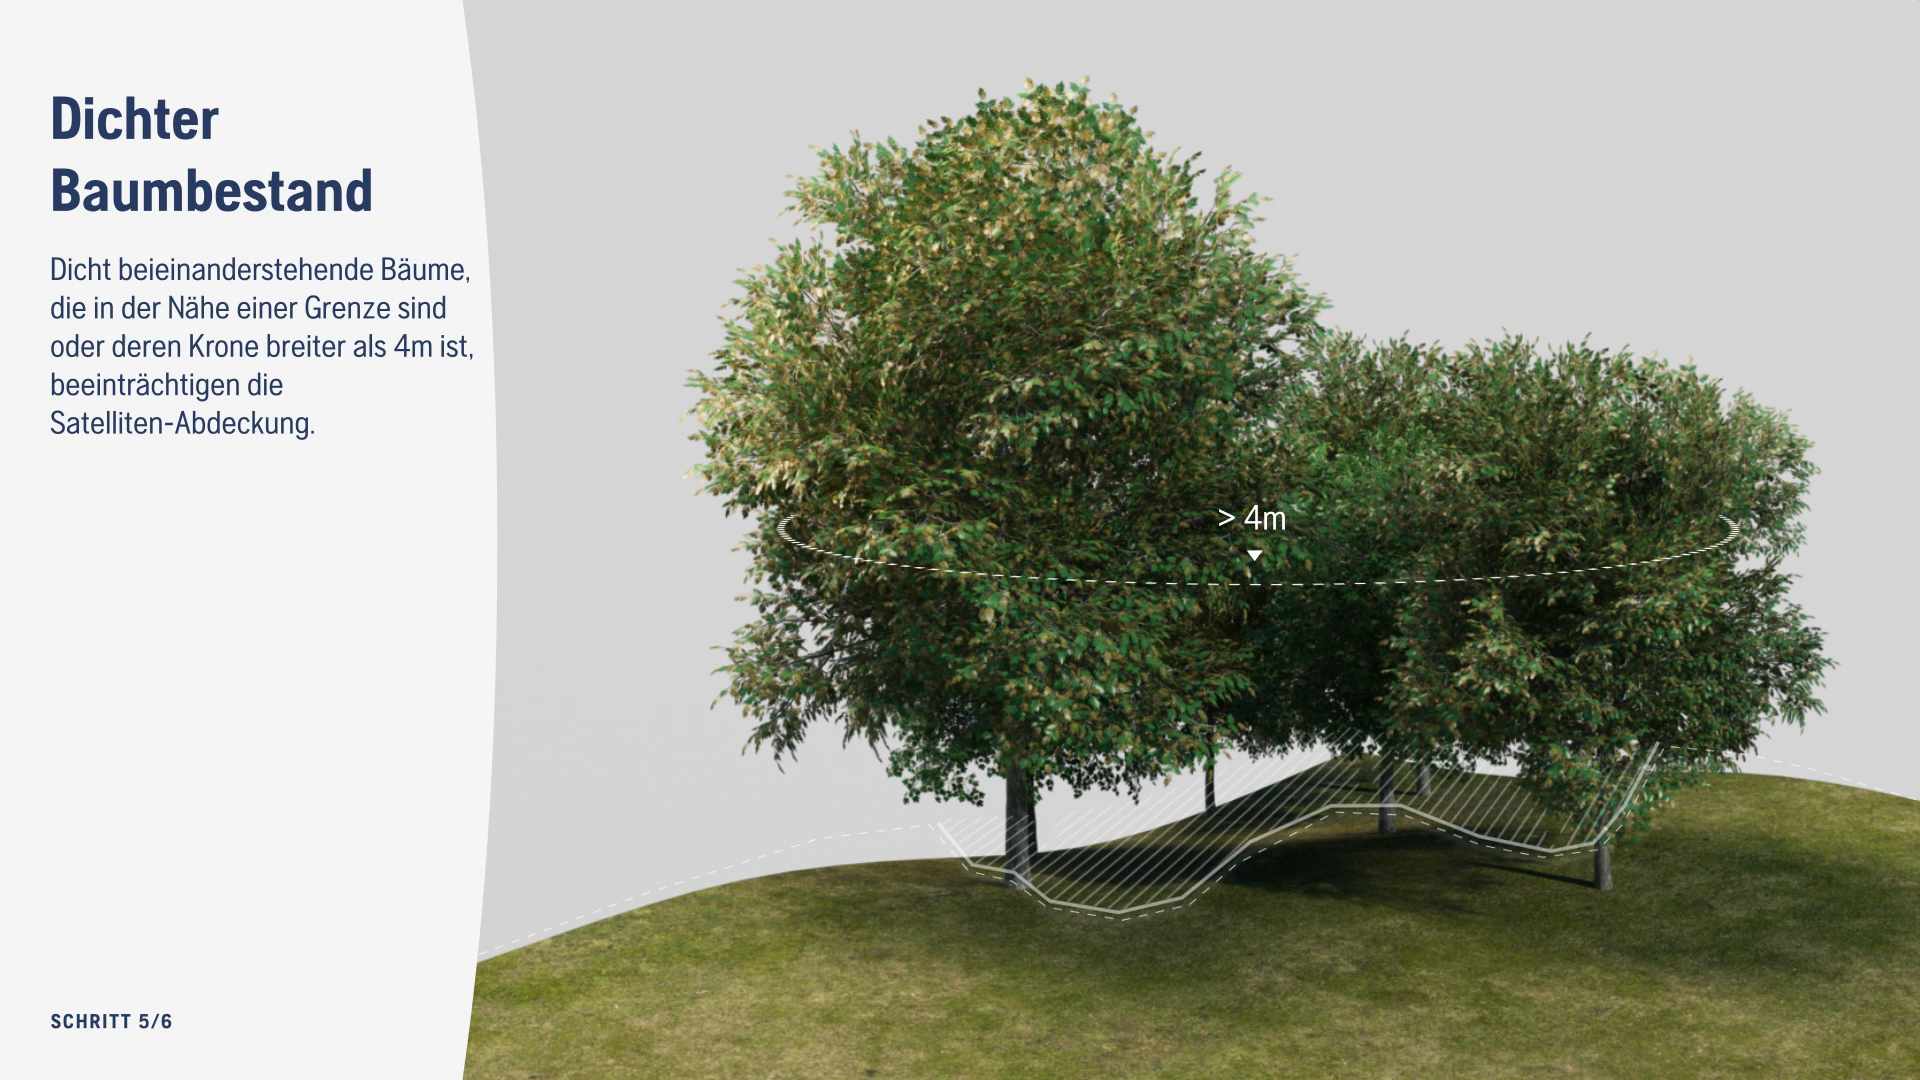 Dichter
Baumbestand
Dicht beieinanderstehende Bäume,
die in der Nähe einer Grenze sind
oder deren Krone breiter als 4m ist,
beeinträchtigen die
Satelliten-Abdeckung.
> 4m
SCHRITT 5/6